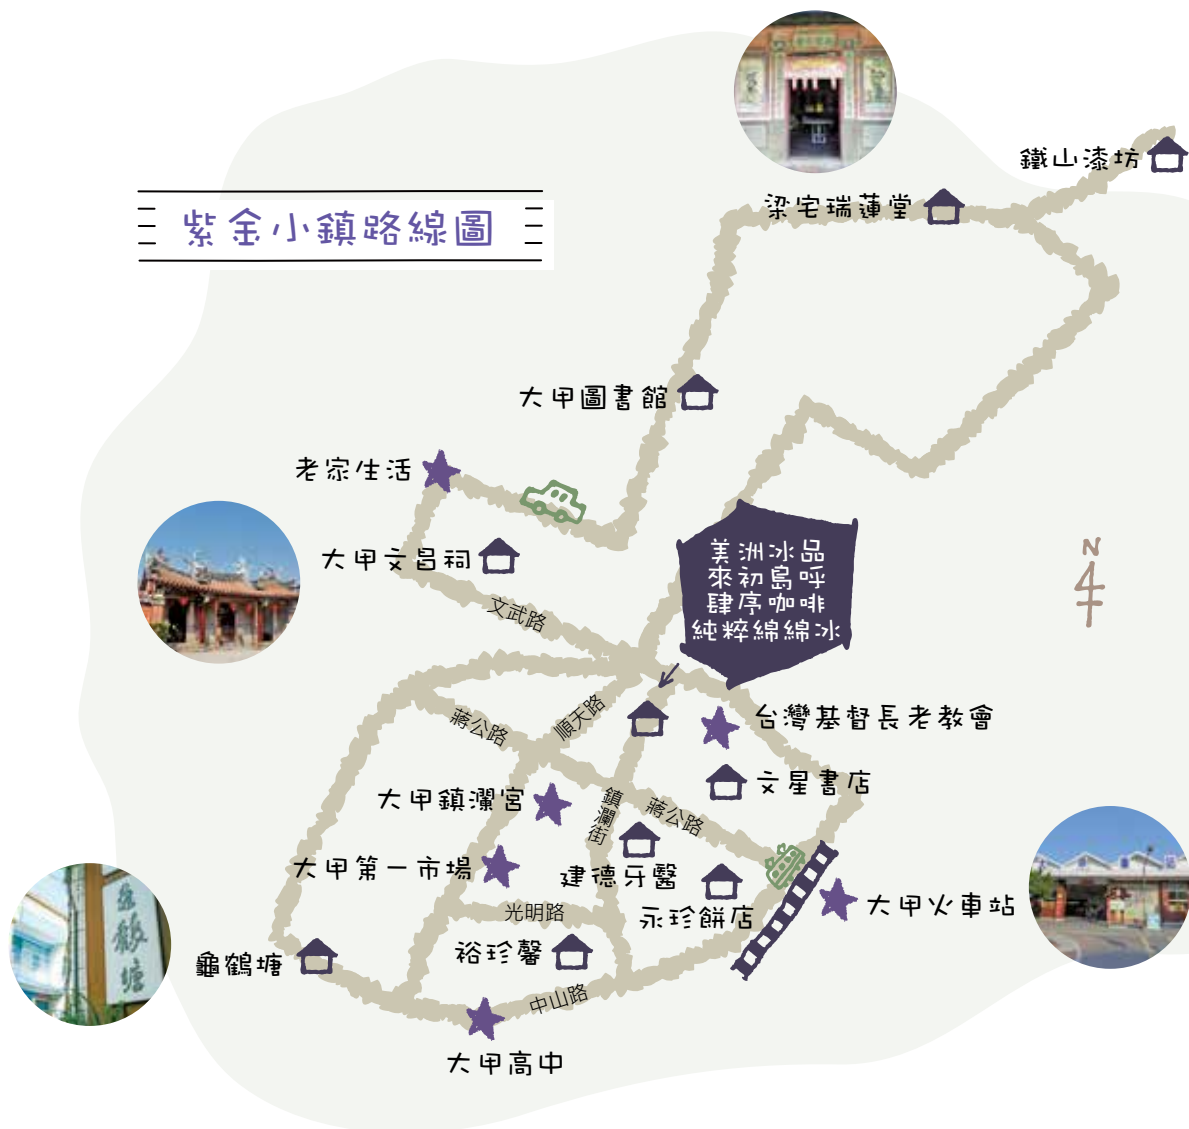 鐵山漆坊
梁宅瑞蓮堂
紫金小鎮路線圖
大甲圖書館
老家生活
大甲文昌祠
美洲冰品
來初島呼
肆序咖啡
純粹綿綿冰
N
文武路
順天路
蔣公路
台灣基督長老教會
文星書店
大甲鎮瀾宮
鎮瀾街
蔣公路
大甲第一市場
建德牙醫
永珍餅店
大甲火車站
光明路
裕珍馨
龜鶴塘
中山路
大甲高中